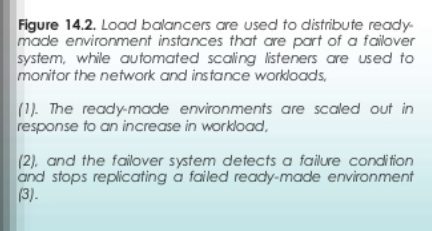 Figure 14.2. Load balancers are used to distribute ready-
made environment instances that are part of a failover
system, while automated scaling listeners are used to
monitor the network and instance workloads,
(1). The ready-made environments are scaled out in
response to an increase in workload,
(2), and the failover system detects a failure condition
and stops replicating a failed ready-made environment
(3).